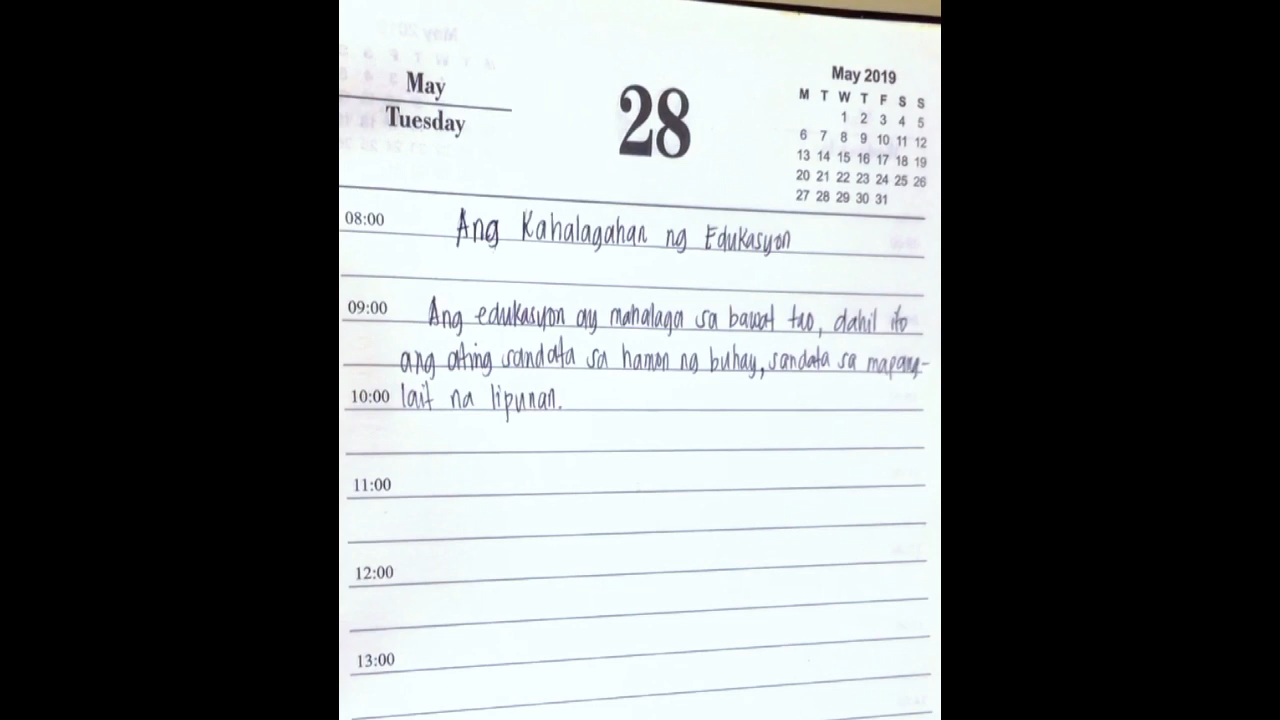 May
Tuesday
28
May 2019
M T W T F S S
1 2 3 4 5
6 7 8 9 10 11 12
13 14 15 16 17 18 19
20 21 22 23 24 25 26
27 28 29 30 31
08:00 Ang Kahalagahan ng Edukasyon
09:00 Ang edukasyon ay mahalaga sa bawat tao, dahil ito
ang ating sandata sa hamon ng buhay, sandata sa mapang-
10:00 lait na lipunan.
11:00
12:00
13:00